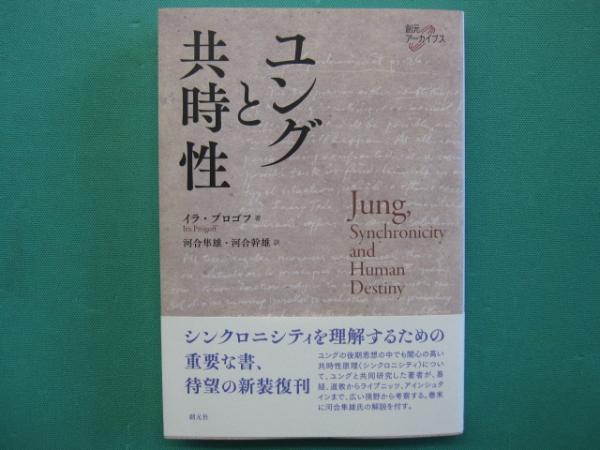 創元
アーカイブス
ユング
と
共時性
イラ・プロゴフ 著
Ira Progoff
河合隼雄・河合幹雄 訳
Jung,
Synchronicity
and
Human
Destiny
シンクロニシティを理解するための
重要な書、
待望の新装復刊
ユングの後期思想の中でも関心の高い
共時性原理(シンクロニシティ)につい
て、ユングと共同研究した著者が、易
経、道教からライプニッツ、アインシュタ
インまで、広い視野から考察する。巻末
に河合隼雄氏の解説を付す。
創元社